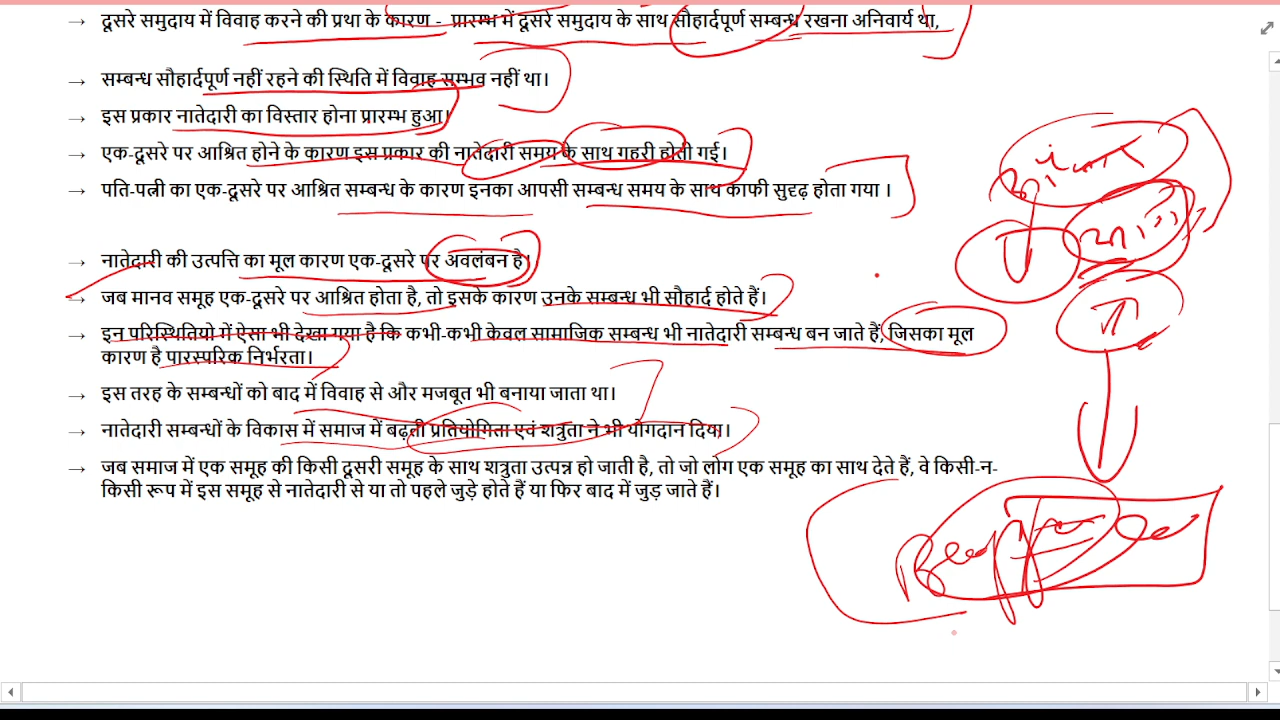 → दूसरे समुदाय में विवाह करने की प्रथा के कारण - प्रारम्भ में दूसरे समुदाय के साथ सौहार्दपूर्ण सम्बन्ध रखना अनिवार्य था,
→ सम्बन्ध सौहार्दपूर्ण नहीं रहने की स्थिति में विवाह सम्भव नहीं था।
→ इस प्रकार नातेदारी का विस्तार होना प्रारम्भ हुआ।
→ एक-दूसरे पर आश्रित होने के कारण इस प्रकार की नातेदारी समय के साथ गहरी होती गई।
→ पति-पत्नी का एक-दूसरे पर आश्रित सम्बन्ध के कारण इनका आपसी सम्बन्ध समय के साथ काफी सुदृढ़ होता गया ।
→ नातेदारी की उत्पत्ति का मूल कारण एक-दूसरे पर अवलंबन है।
→ जब मानव समूह एक-दूसरे पर आश्रित होता है, तो इसके कारण उनके सम्बन्ध भी सौहार्द होते हैं।
→ इन परिस्थितियो में ऐसा भी देखा गया है कि कभी-कभी केवल सामाजिक सम्बन्ध भी नातेदारी सम्बन्ध बन जाते हैं, जिसका मूल
कारण है पारस्परिक निर्भरता।
→ इस तरह के सम्बन्धों को बाद में विवाह से और मजबूत भी बनाया जाता था।
→ नातेदारी सम्बन्धों के विकास में समाज में बढ़ती प्रतियोगिता एवं शत्रुता ने भी योगदान दिया।
→ जब समाज में एक समूह की किसी दूसरी समूह के साथ शत्रुता उत्पन्न हो जाती है, तो जो लोग एक समूह का साथ देते हैं, वे किसी-न-
किसी रूप में इस समूह से नातेदारी से या तो पहले जुड़े होते हैं या फिर बाद में जुड़ जाते हैं।